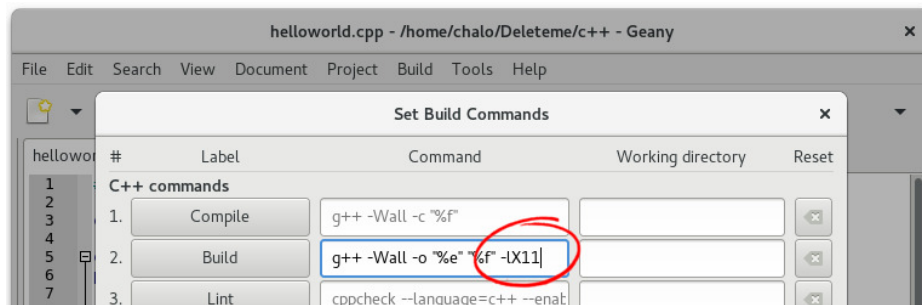 helloworld.cpp - /home/chalo/Deleteme/c++ - Geany
File Edit Search View Document Project Build Tools Help
Set Build Commands
hellowor
# Label Command Working directory Reset
C++ commands
1. Compile g++ -Wall -c "%f"
2. Build g++ -Wall -o "%e" "%f" -lX11
3. Lint cppcheck --language=c++ --enab
1
2
3
4
5
6
7